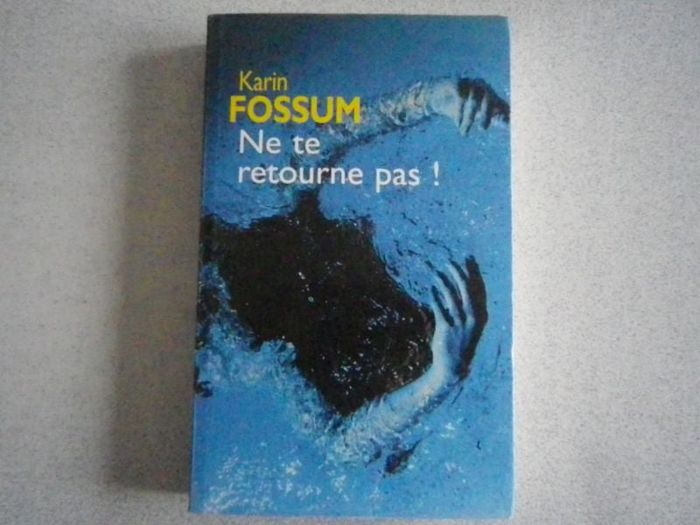 Karin
FOSSUM
Ne te
retourne pas !